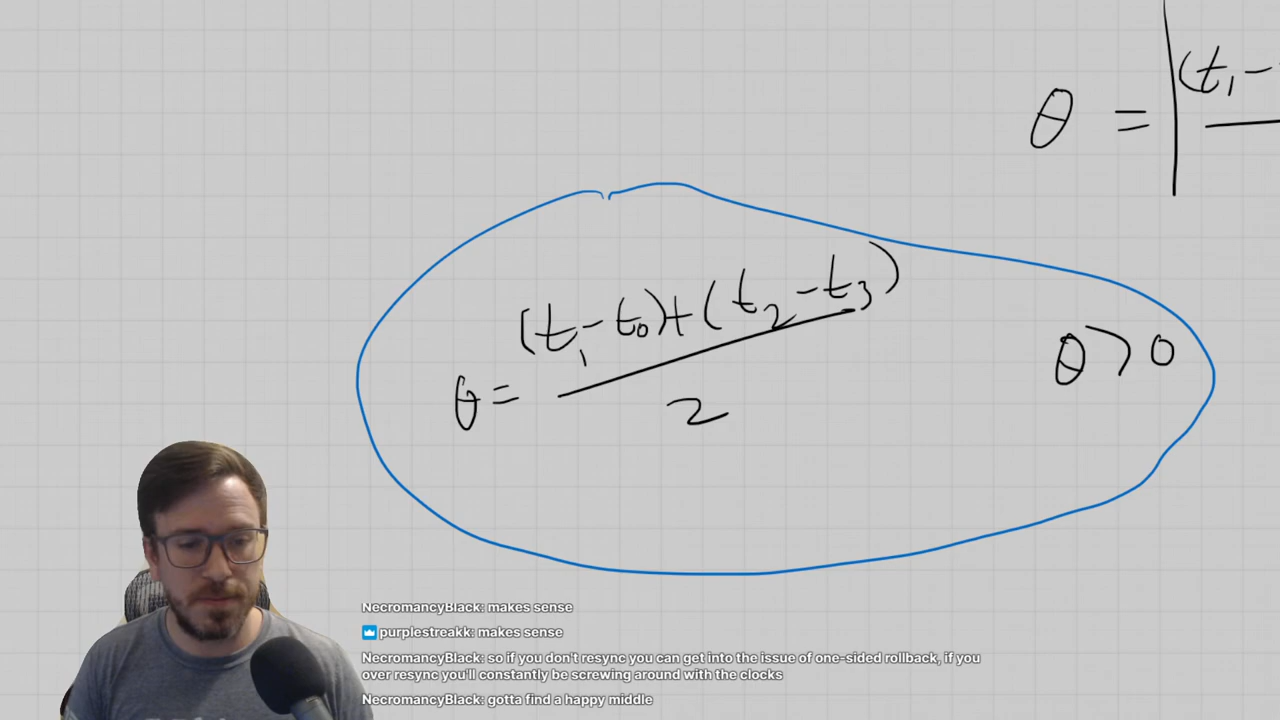 θ = |(t₁ -
θ = (t₁ - t₀) + (t₂ - t₃)
2
θ > 0
NecromancyBlack: makes sense
purplestreakk: makes sense
NecromancyBlack: so if you don't resync you can get into the issue of one-sided rollback, if you
over resync you'll constantly be screwing around with the clocks
NecromancyBlack: gotta find a happy middle